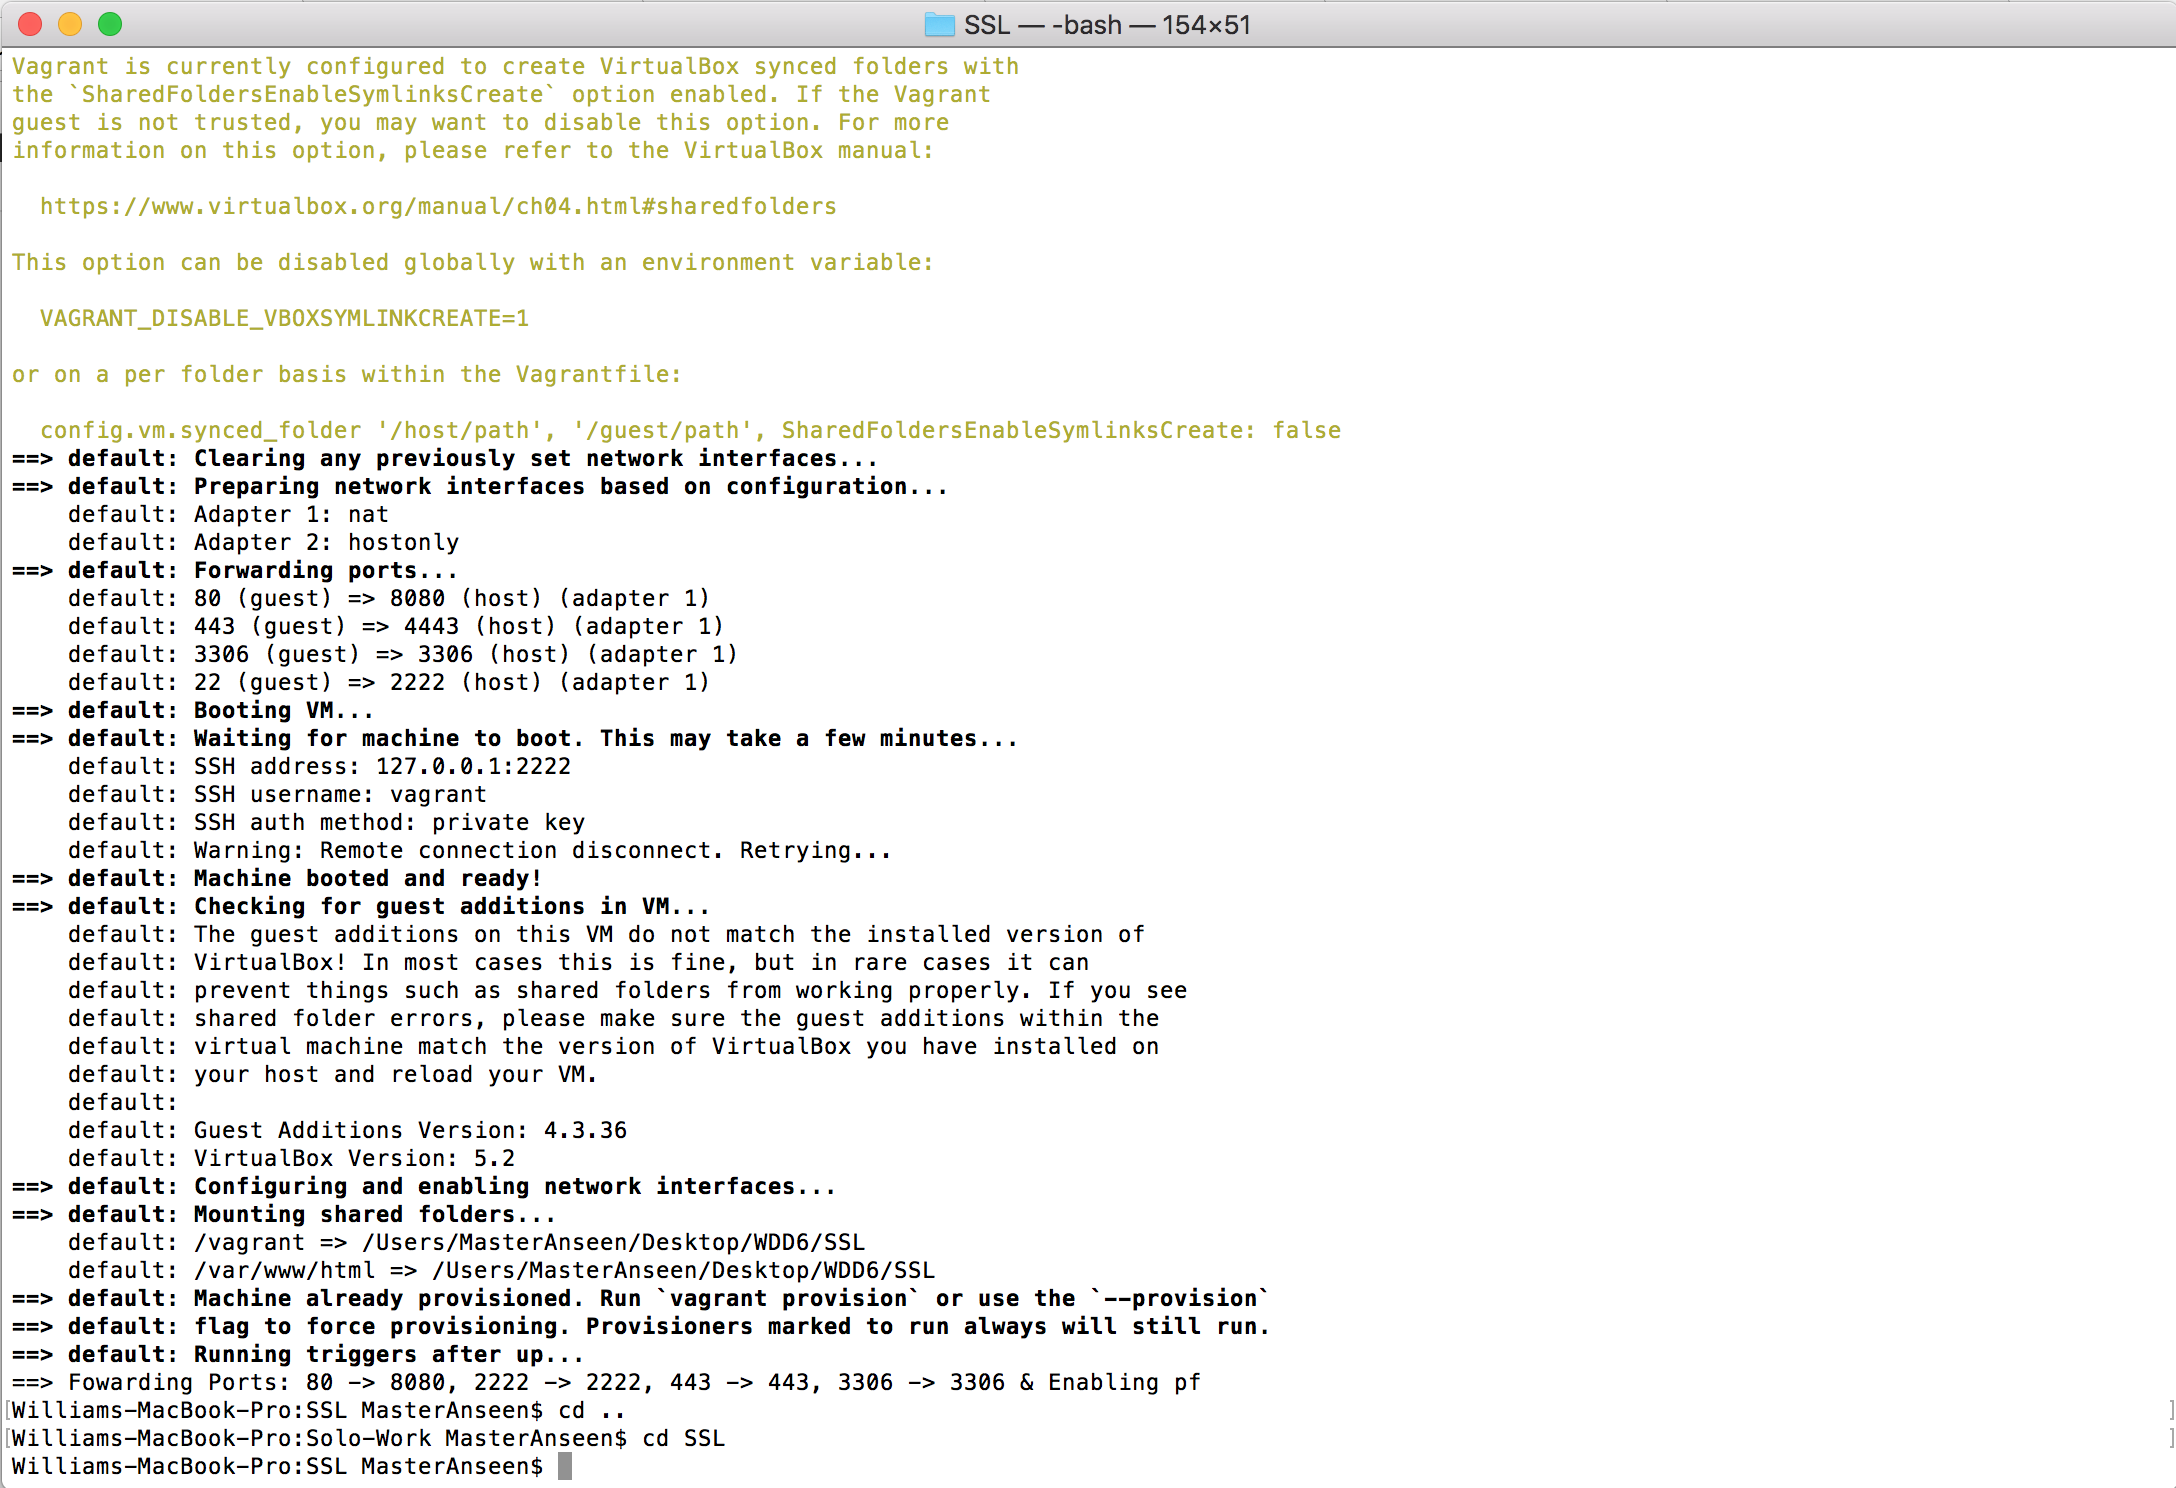 SSL — -bash — 154×51
Vagrant is currently configured to create VirtualBox synced folders with
the `SharedFoldersEnableSymlinksCreate` option enabled. If the Vagrant
guest is not trusted, you may want to disable this option. For more
information on this option, please refer to the VirtualBox manual:
https://www.virtualbox.org/manual/ch04.html#sharedfolders
This option can be disabled globally with an environment variable:
VAGRANT_DISABLE_VBOXSYMLINKCREATE=1
or on a per folder basis within the Vagrantfile:
config.vm.synced_folder '/host/path', '/guest/path', SharedFoldersEnableSymlinksCreate: false
==> default: Clearing any previously set network interfaces...
==> default: Preparing network interfaces based on configuration...
default: Adapter 1: nat
default: Adapter 2: hostonly
==> default: Forwarding ports...
default: 80 (guest) => 8080 (host) (adapter 1)
default: 443 (guest) => 4443 (host) (adapter 1)
default: 3306 (guest) => 3306 (host) (adapter 1)
default: 22 (guest) => 2222 (host) (adapter 1)
==> default: Booting VM...
==> default: Waiting for machine to boot. This may take a few minutes...
default: SSH address: 127.0.0.1:2222
default: SSH username: vagrant
default: SSH auth method: private key
default: Warning: Remote connection disconnect. Retrying...
==> default: Machine booted and ready!
==> default: Checking for guest additions in VM...
default: The guest additions on this VM do not match the installed version of
default: VirtualBox! In most cases this is fine, but in rare cases it can
default: prevent things such as shared folders from working properly. If you see
default: shared folder errors, please make sure the guest additions within the
default: virtual machine match the version of VirtualBox you have installed on
default: your host and reload your VM.
default:
default: Guest Additions Version: 4.3.36
default: VirtualBox Version: 5.2
==> default: Configuring and enabling network interfaces...
==> default: Mounting shared folders...
default: /vagrant => /Users/MasterAnseen/Desktop/WDD6/SSL
default: /var/www/html => /Users/MasterAnseen/Desktop/WDD6/SSL
==> default: Machine already provisioned. Run `vagrant provision` or use the `--provision`
==> default: flag to force provisioning. Provisioners marked to run always will still run.
==> default: Running triggers after up...
==> Fowarding Ports: 80 -> 8080, 2222 -> 2222, 443 -> 443, 3306 -> 3306 & Enabling pf
[Williams-MacBook-Pro:SSL MasterAnseen$ cd .. ]
[Williams-MacBook-Pro:Solo-Work MasterAnseen$ cd SSL ]
Williams-MacBook-Pro:SSL MasterAnseen$